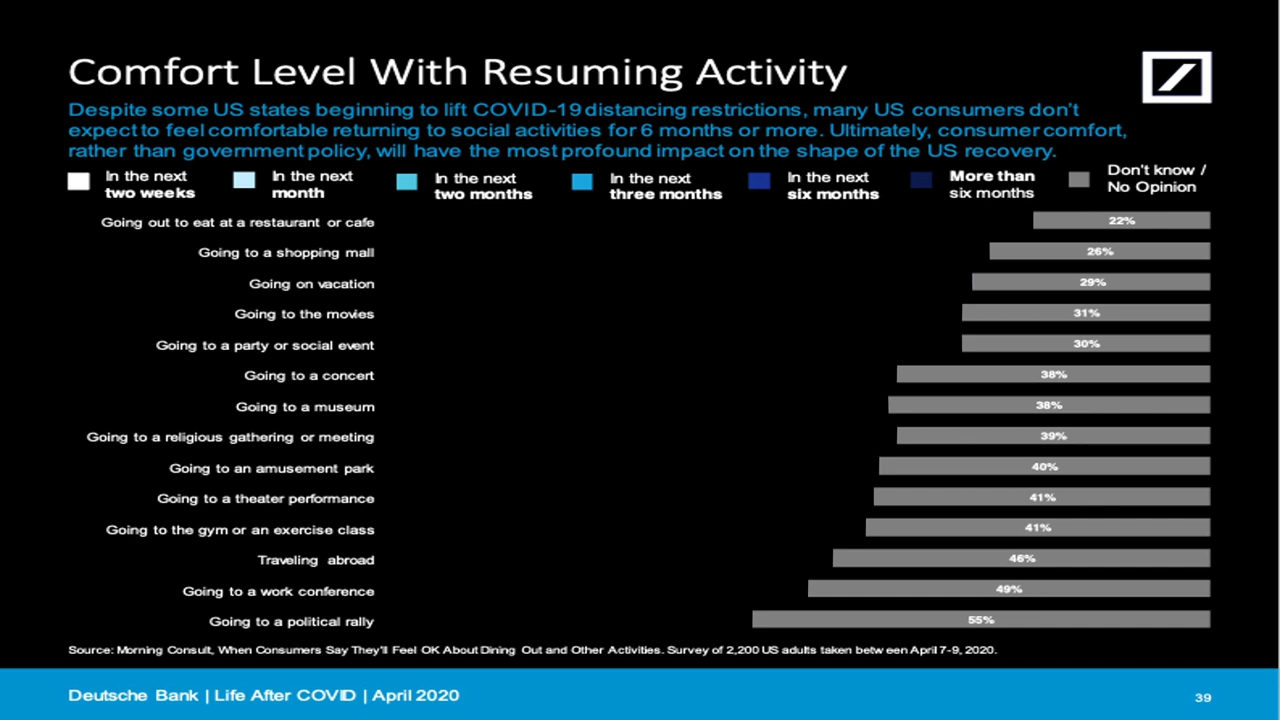 Comfort Level With Resuming Activity
Despite some US states beginning to lift COVID-19 distancing restrictions, many US consumers don't
expect to feel comfortable returning to social activities for 6 months or more. Ultimately, consumer comfort,
rather than government policy, will have the most profound impact on the shape of the US recovery.
In the next
two weeks
In the next
month
In the next
two months
In the next
three months
In the next
six months
More than
six months
Don't know /
No Opinion
Going out to eat at a restaurant or cafe 22%
Going to a shopping mall 26%
Going on vacation 29%
Going to the movies 31%
Going to a party or social event 30%
Going to a concert 38%
Going to a museum 38%
Going to a religious gathering or meeting 39%
Going to an amusement park 40%
Going to a theater performance 41%
Going to the gym or an exercise class 41%
Traveling abroad 46%
Going to a work conference 49%
Going to a political rally 55%
Source: Morning Consult, When Consumers Say They'll Feel OK About Dining Out and Other Activities. Survey of 2,200 US adults taken between April 7-9, 2020.
Deutsche Bank | Life After COVID | April 2020
39